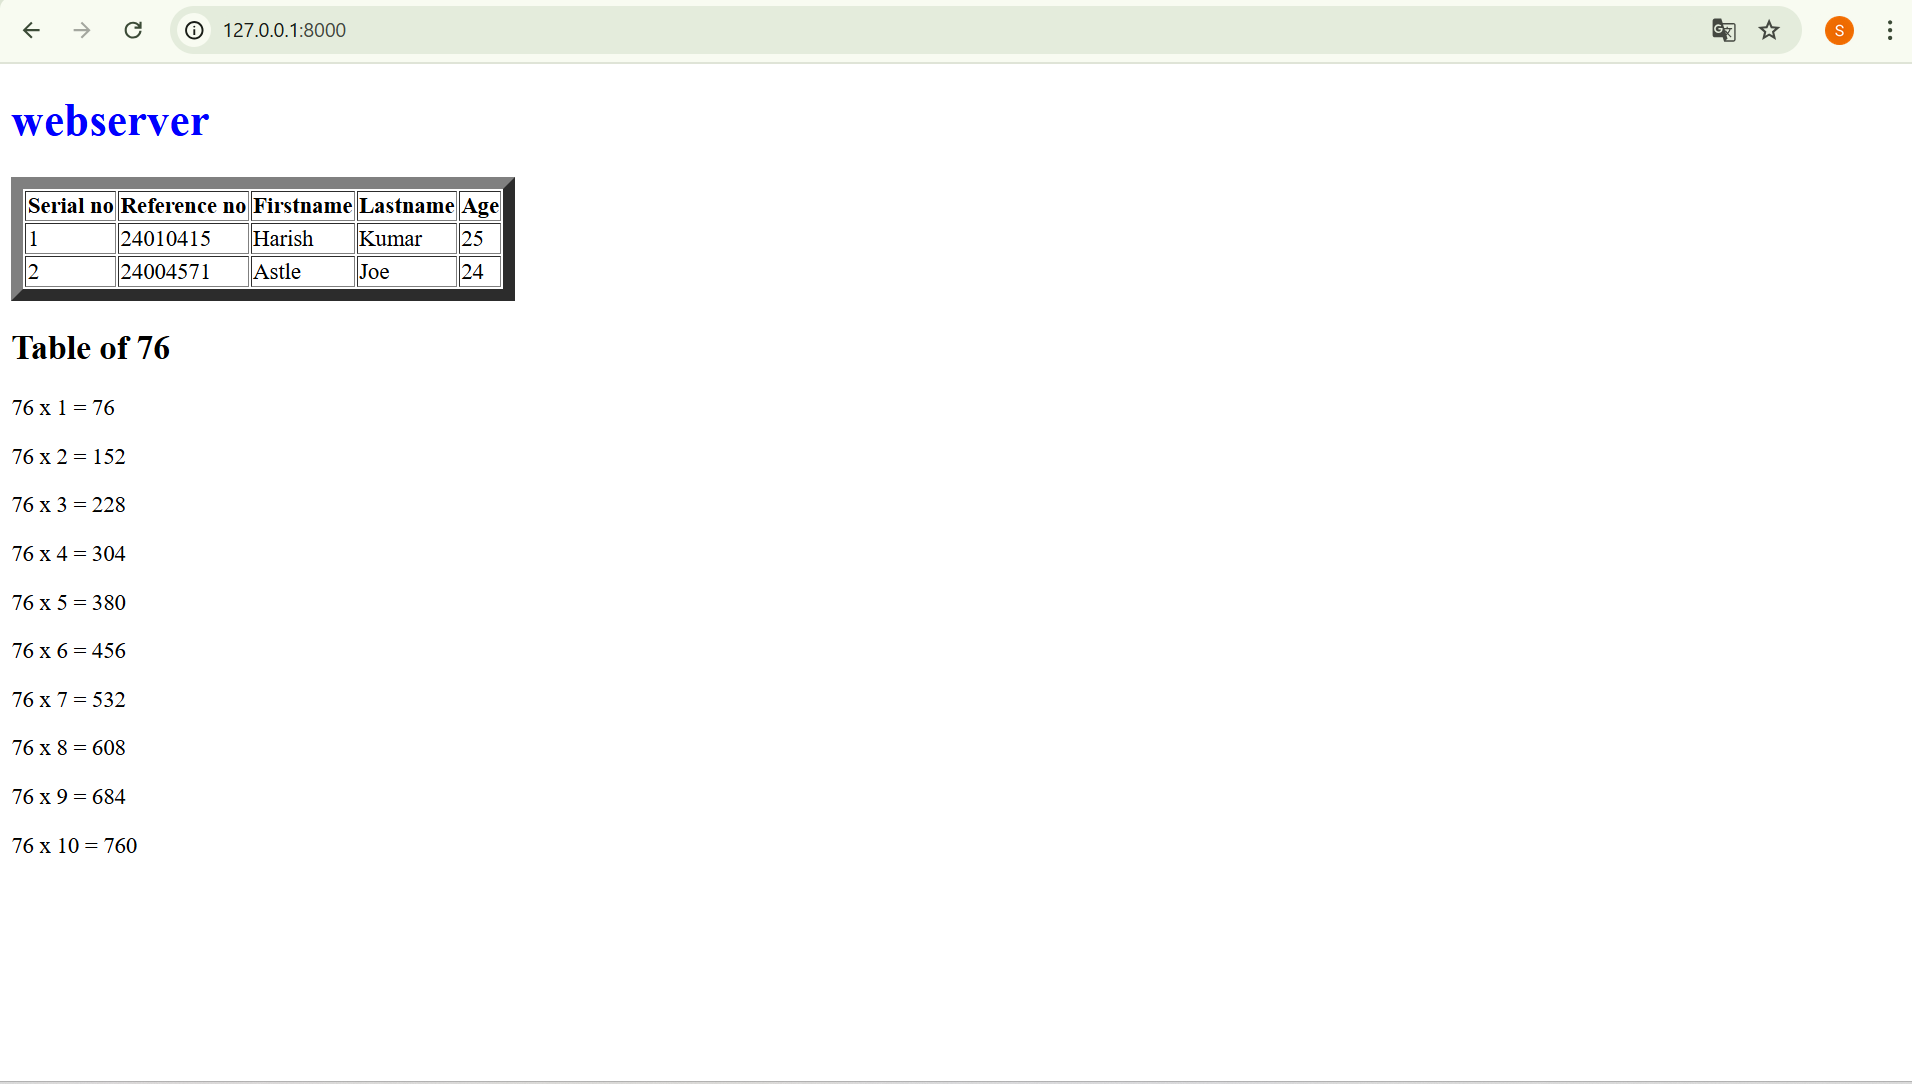 127.0.0.1:8000
S
webserver
Serial no Reference no Firstname Lastname Age
1 24010415 Harish Kumar 25
2 24004571 Astle Joe 24
Table of 76
76 x 1 = 76
76 x 2 = 152
76 x 3 = 228
76 x 4 = 304
76 x 5 = 380
76 x 6 = 456
76 x 7 = 532
76 x 8 = 608
76 x 9 = 684
76 x 10 = 760